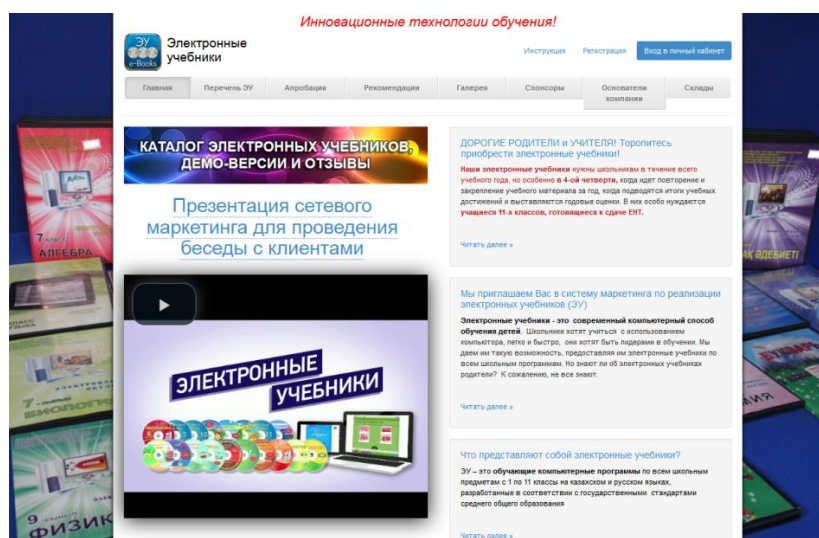 Инновационные технологии обучения!
ЭУ
e-Books
Электронные
учебники
Инструкция
Регистрация
Вход в личный кабинет
Главная
Перечень ЭУ
Апробация
Рекомендации
Галерея
Спонсоры
Основатели
компании
Склады
КАТАЛОГ ЭЛЕКТРОННЫХ УЧЕБНИКОВ,
ДЕМО-ВЕРСИИ И ОТЗЫВЫ
Презентация сетевого
маркетинга для проведения
беседы с клиентами
ЭЛЕКТРОННЫЕ
УЧЕБНИКИ
ДОРОГИЕ РОДИТЕЛИ и УЧИТЕЛЯ! Торопитесь
приобрести электронные учебники!
Наши электронные учебники нужны школьникам в течение всего
учебного года, но особенно в 4-ой четверти, когда идет повторение и
закрепление учебного материала за год, когда подводятся итоги учебных
достижений и выставляются годовые оценки. В них особо нуждаются
учащиеся 11-х классов, готовящиеся к сдаче ЕНТ.
Читать далее »
Мы приглашаем Вас в систему маркетинга по реализации
электронных учебников (ЭУ)
Электронные учебники - это современный компьютерный способ
обучения детей. Школьники хотят учиться с использованием
компьютора, легко и быстро, они хотят быть лидерами в обучении. Мы
даем им такую возможность, предоставляя им электронные учебники по
всем школьным программам. Но знают ли об электронных учебниках
родители? К сожалению, не все знают.
Читать далее »
Что представляют собой электронные учебники?
ЭУ – это обучающие компьютерные программы по всем школьным
предметам с 1 по 11 классы на казахском и русском языках,
разработанные в соответствии с государственными стандартами
среднего общего образования
Читать далее »
7 КЛАСС
АЛГЕБРА
7
БИОЛОГИЯ
9
ФИЗИК
ӘДЕБИЕТІ